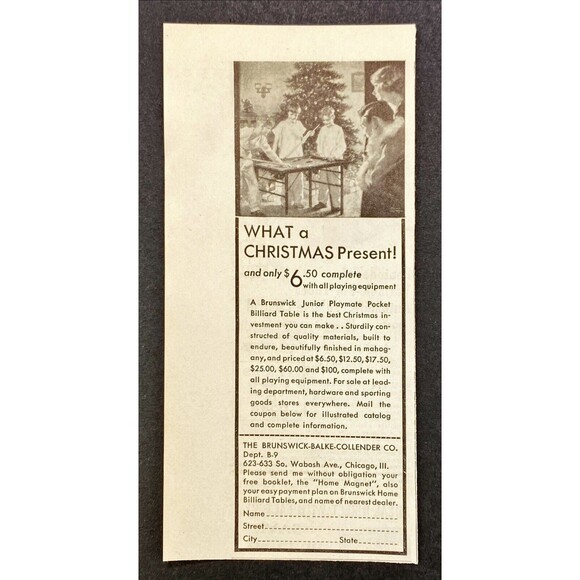 WHAT a
CHRISTMAS Present!
and only $6.50 complete
with all playing equipment
A Brunswick Junior Playmate Pocket
Billiard Table is the best Christmas in-
vestment you can make . . Sturdily con-
structed of quality materials, built to
endure, beautifully finished in mahog-
any, and priced at $6.50, $12.50, $17.50,
$25.00, $60.00 and $100, complete with
all playing equipment. For sale at lead-
ing department, hardware and sporting
goods stores everywhere. Mail the
coupon below for illustrated catalog
and complete information.
THE BRUNSWICK-BALKE-COLLENDER CO.
Dept. B-9
623-633 So. Wabash Ave., Chicago, Ill.
Please send me without obligation your
free booklet, the "Home Magnet", also
your easy payment plan on Brunswick Home
Billiard Tables, and name of nearest dealer.
Name
Street
City State